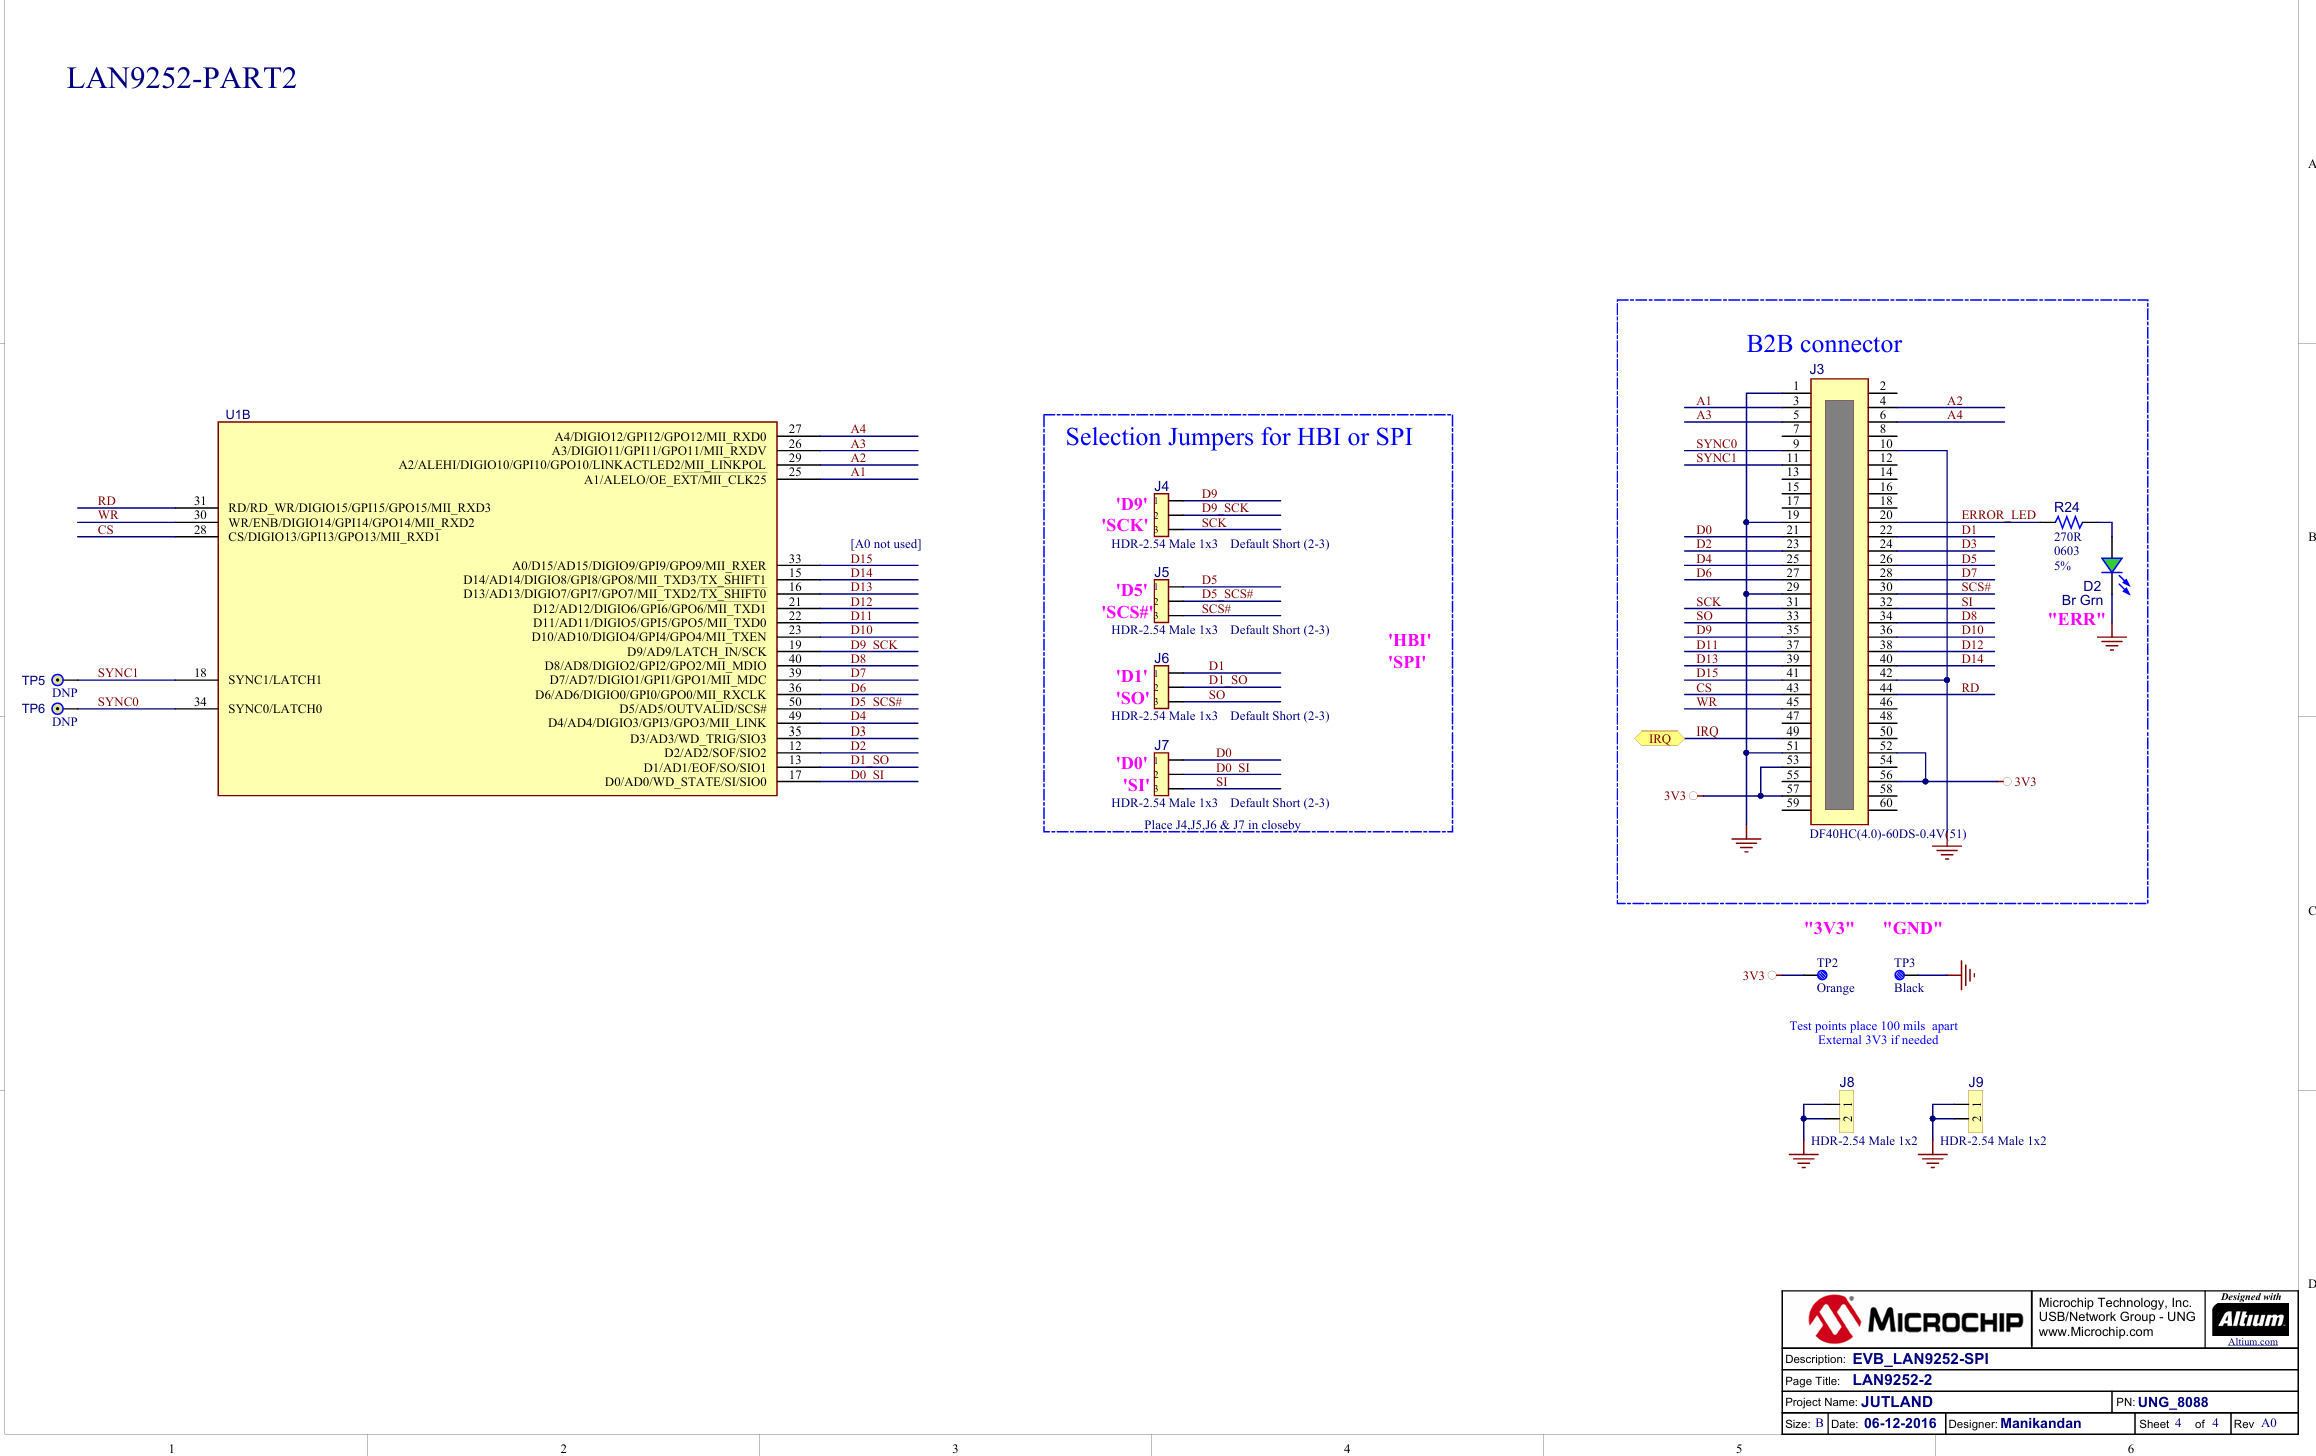 LAN9252-PART2
U1B
A4/DIGIO12/GPI12/GPO12/MII_RXD0 27 A4
A3/DIGIO11/GPI11/GPO11/MII_RXDV 26 A3
A2/ALEHI/DIGIO10/GPI10/GPO10/LINKACTLED2/MII_LINKPOL 29 A2
A1/ALELO/OE_EXT/MII_CLK25 25 A1
RD 31 RD/RD_WR/DIGIO15/GPI15/GPO15/MII_RXD3
WR 30 WR/ENB/DIGIO14/GPI14/GPO14/MII_RXD2
CS 28 CS/DIGIO13/GPI13/GPO13/MII_RXD1
[A0 not used]
A0/D15/AD15/DIGIO9/GPI9/GPO9/MII_RXER 33 D15
D14/AD14/DIGIO8/GPI8/GPO8/MII_TXD3/TX_SHIFT1 15 D14
D13/AD13/DIGIO7/GPI7/GPO7/MII_TXD2/TX_SHIFT0 16 D13
D12/AD12/DIGIO6/GPI6/GPO6/MII_TXD1 21 D12
D11/AD11/DIGIO5/GPI5/GPO5/MII_TXD0 22 D11
D10/AD10/DIGIO4/GPI4/GPO4/MII_TXEN 23 D10
D9/AD9/LATCH_IN/SCK 19 D9_SCK
D8/AD8/DIGIO2/GPI2/GPO2/MII_MDIO 40 D8
D7/AD7/DIGIO1/GPI1/GPO1/MII_MDC 39 D7
D6/AD6/DIGIO0/GPI0/GPO0/MII_RXCLK 36 D6
D5/AD5/OUTVALID/SCS# 50 D5_SCS#
D4/AD4/DIGIO3/GPI3/GPO3/MII_LINK 49 D4
D3/AD3/WD_TRIG/SIO3 35 D3
D2/AD2/SOF/SIO2 12 D2
D1/AD1/EOF/SO/SIO1 13 D1_SO
D0/AD0/WD_STATE/SI/SIO0 17 D0_SI
TP5 DNP SYNC1 18 SYNC1/LATCH1
TP6 DNP SYNC0 34 SYNC0/LATCH0
Selection Jumpers for HBI or SPI
J4
'D9' 1 D9
2 D9_SCK
'SCK' 3 SCK
HDR-2.54 Male 1x3 Default Short (2-3)
J5
'D5' 1 D5
2 D5_SCS#
'SCS#' 3 SCS#
HDR-2.54 Male 1x3 Default Short (2-3)
'HBI'
'SPI'
J6
'D1' 1 D1
2 D1_SO
'SO' 3 SO
HDR-2.54 Male 1x3 Default Short (2-3)
J7
'D0' 1 D0
2 D0_SI
'SI' 3 SI
HDR-2.54 Male 1x3 Default Short (2-3)
Place J4,J5,J6 & J7 in closeby
B2B connector
J3
1 2
A1 3 4 A2
A3 5 6 A4
7 8
SYNC0 9 10
SYNC1 11 12
13 14
15 16
17 18
19 20 ERROR_LED
D0 21 22 D1
D2 23 24 D3
D4 25 26 D5
D6 27 28 D7
29 30 SCS#
SCK 31 32 SI
SO 33 34 D8
D9 35 36 D10
D11 37 38 D12
D13 39 40 D14
D15 41 42
CS 43 44 RD
WR 45 46
47 48
IRQ IRQ 49 50
51 52
53 54
55 56 3V3
3V3 57 58
59 60
DF40HC(4.0)-60DS-0.4V(51)
R24
270R
0603
5%
D2
Br Grn
"ERR"
"3V3" "GND"
TP2 TP3
3V3
Orange Black
Test points place 100 mils apart
External 3V3 if needed
J8 J9
1 1
2 2
HDR-2.54 Male 1x2 HDR-2.54 Male 1x2
MICROCHIP
Microchip Technology, Inc.
USB/Network Group - UNG
www.Microchip.com
Designed with
Altium
Altium.com
Description: EVB_LAN9252-SPI
Page Title: LAN9252-2
Project Name: JUTLAND PN: UNG_8088
Size: B Date: 06-12-2016 Designer: Manikandan Sheet 4 of 4 Rev A0
A
B
C
D
1 2 3 4 5 6